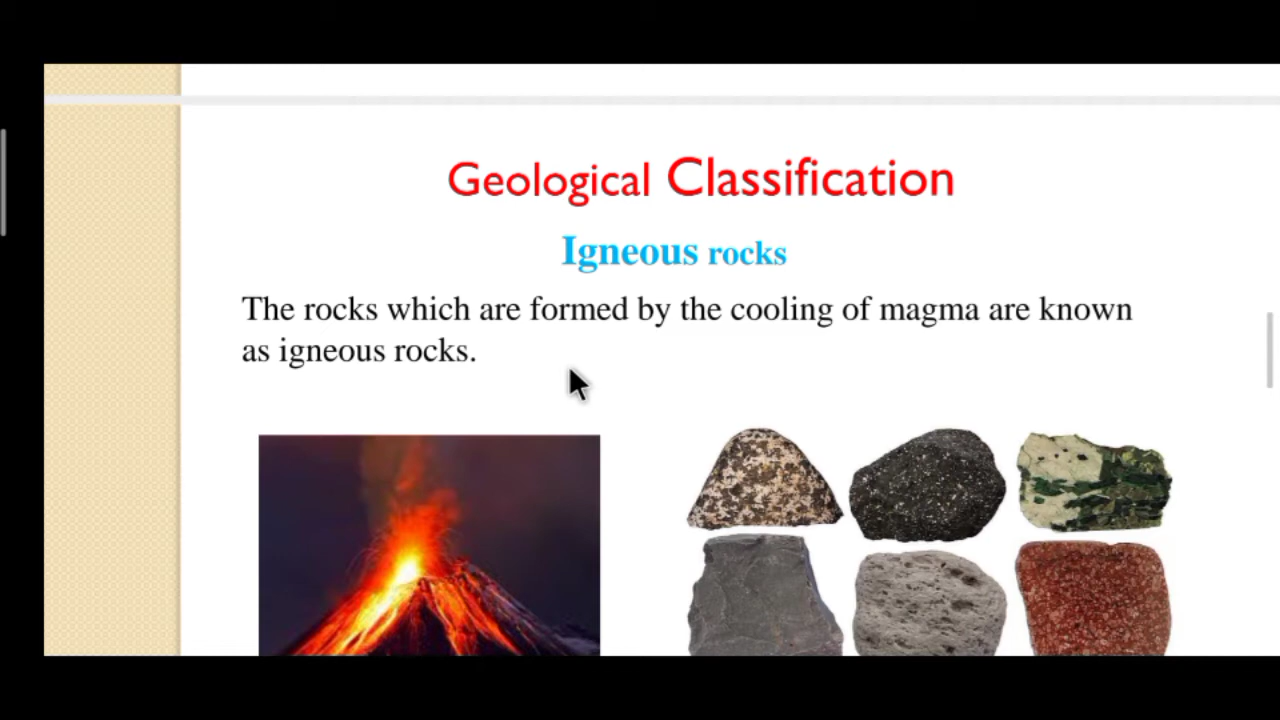 Geological Classification
Igneous rocks
The rocks which are formed by the cooling of magma are known
as igneous rocks.